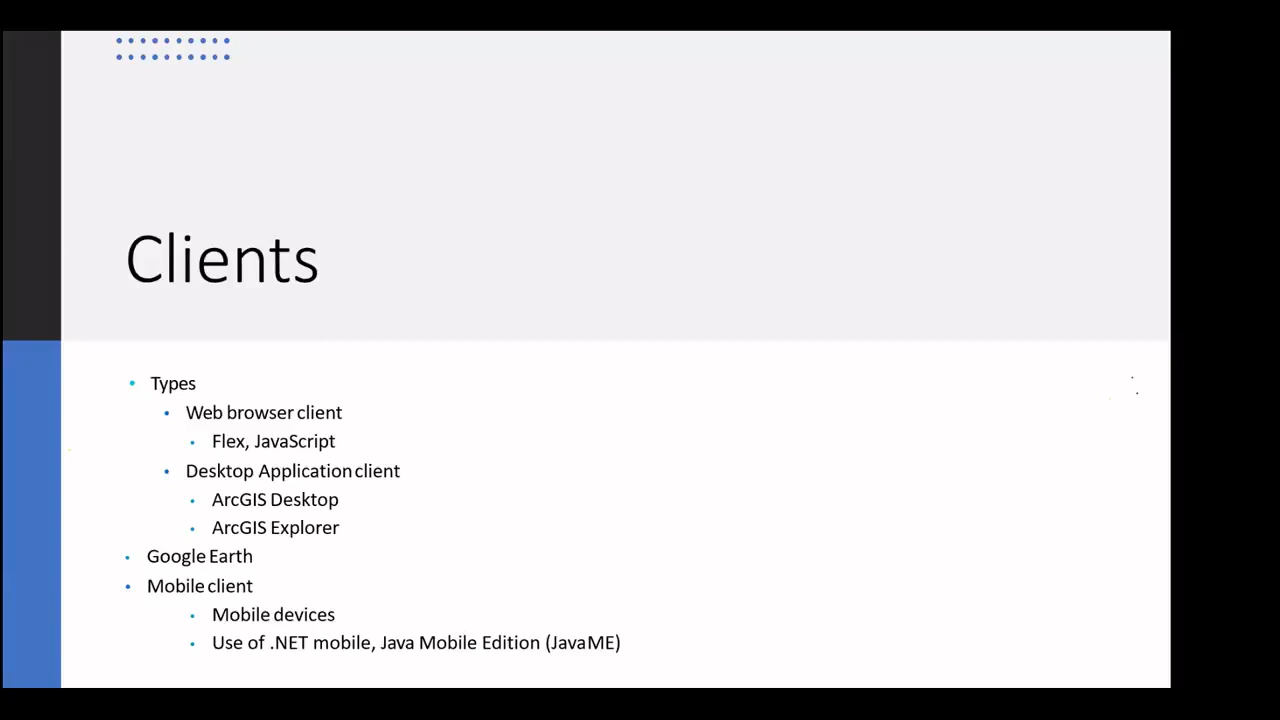 Clients
Types
Web browser client
Flex, JavaScript
Desktop Application client
ArcGIS Desktop
ArcGIS Explorer
Google Earth
Mobile client
Mobile devices
Use of .NET mobile, Java Mobile Edition (JavaME)